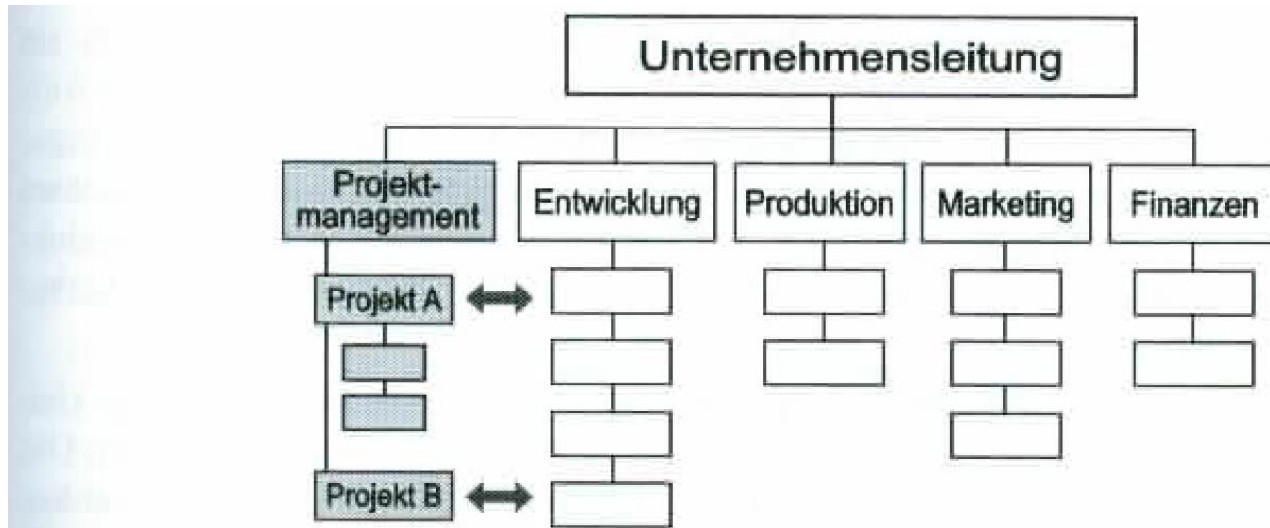 Unternehmensleitung
Projekt-
management
Entwicklung
Produktion
Marketing
Finanzen
Projekt A
Projekt B